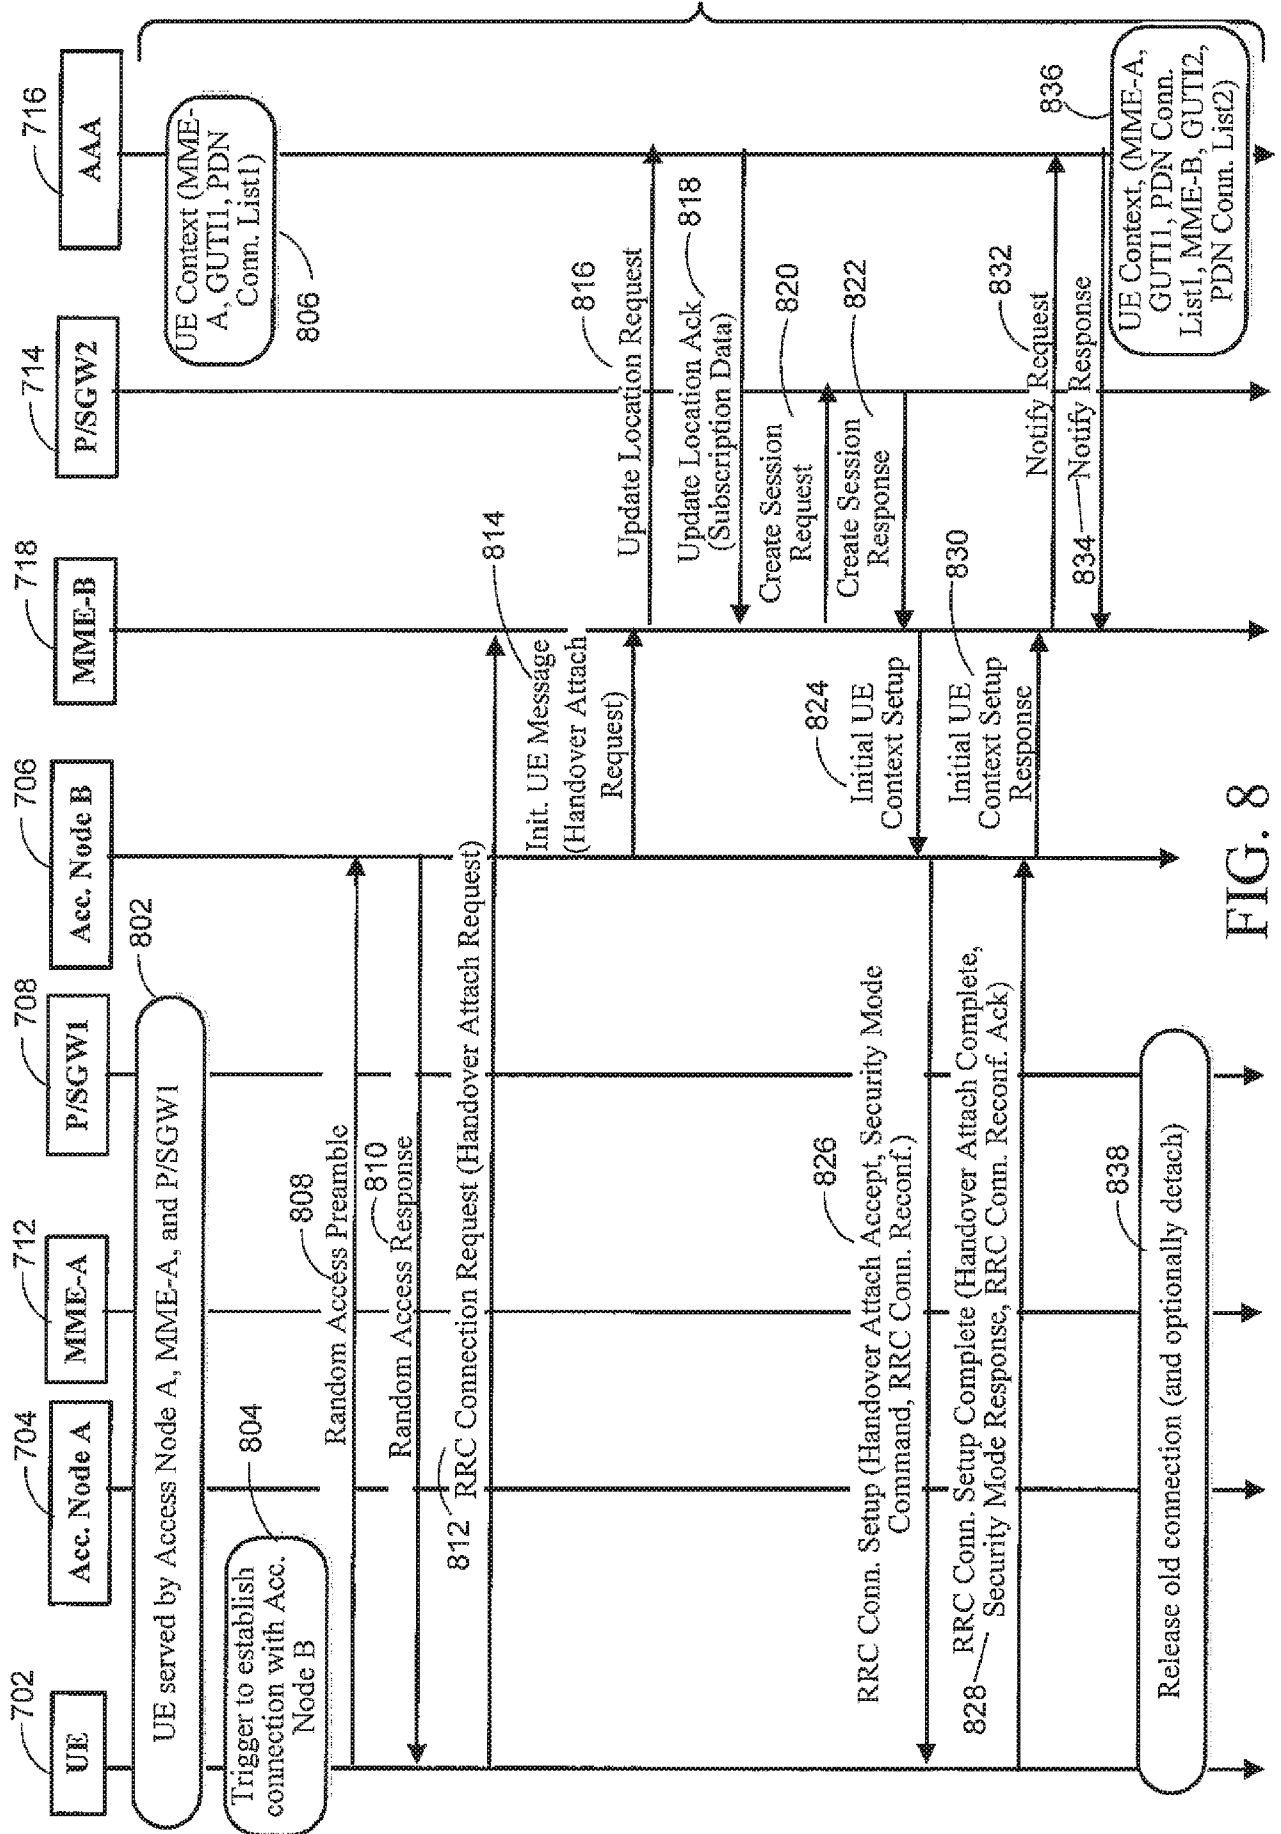 702
UE
704
Acc. Node A
712
MME-A
708
P/SGW1
706
Acc. Node B
718
MME-B
714
P/SGW2
716
AAA
UE served by Access Node A, MME-A, and P/SGW1
802
Trigger to establish
connection with Acc.
Node B
804
UE Context (MME-
A, GUTI1, PDN
Conn. List1)
806
Random Access Preamble
808
810
Random Access Response
812
RRC Connection Request (Handover Attach Request)
814
Init. UE Message
(Handover Attach
Request)
816
Update Location Request
Update Location Ack
(Subscription Data)
818
Create Session
Request
820
Create Session
Response
822
824
Initial UE
Context Setup
826
RRC Conn. Setup (Handover Attach Accept, Security Mode
Command, RRC Conn. Reconf.)
828
RRC Conn. Setup Complete (Handover Attach Complete,
Security Mode Response, RRC Conn. Reconf. Ack)
830
Initial UE
Context Setup
Response
832
Notify Request
834
Notify Response
836
UE Context, (MME-A,
GUTI1, PDN Conn.
List1, MME-B, GUTI2,
PDN Conn. List2)
838
Release old connection (and optionally detach)
FIG. 8